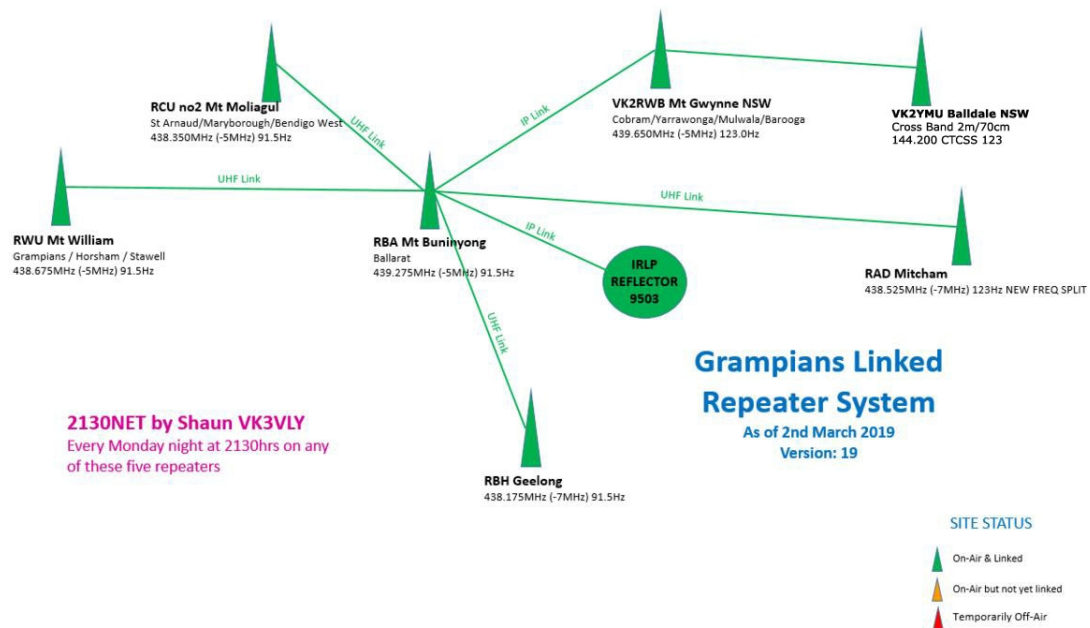 RCU no2 Mt Moliagul
St Arnaud/Maryborough/Bendigo West
438.350MHz (-5MHz) 91.5Hz
UHF Link
IP Link
VK2RWB Mt Gwynne NSW
Cobram/Yarrawonga/Mulwala/Barooga
439.650MHz (-5MHz) 123.0Hz
VK2YMU Balldale NSW
Cross Band 2m/70cm
144.200 CTCSS 123
UHF Link
UHF Link
RWU Mt William
Grampians / Horsham / Stawell
438.675MHz (-5MHz) 91.5Hz
RBA Mt Buninyong
Ballarat
439.275MHz (-5MHz) 91.5Hz
IP Link
IRLP
REFLECTOR
9503
RAD Mitcham
438.525MHz (-7MHz) 123Hz NEW FREQ SPLIT
UHF Link
Grampians Linked
Repeater System
As of 2nd March 2019
Version: 19
2130NET by Shaun VK3VLY
Every Monday night at 2130hrs on any
of these five repeaters
RBH Geelong
438.175MHz (-7MHz) 91.5Hz
SITE STATUS
On-Air & Linked
On-Air but not yet linked
Temporarily Off-Air